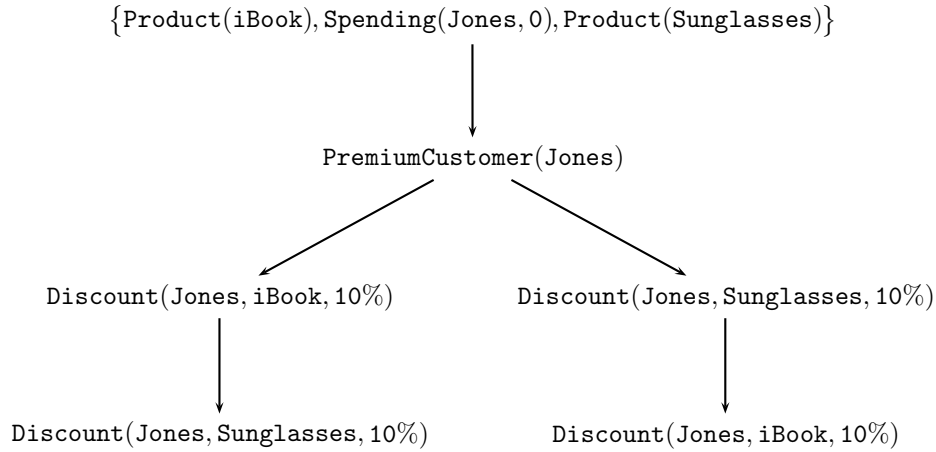 {Product(iBook), Spending(Jones, 0), Product(Sunglasses)}
PremiumCustomer(Jones)
Discount(Jones, iBook, 10%)
Discount(Jones, Sunglasses, 10%)
Discount(Jones, Sunglasses, 10%)
Discount(Jones, iBook, 10%)